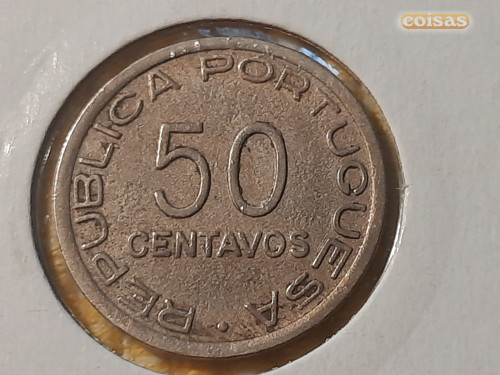 coisas
REPUBLICA PORTUGUESA
50
CENTAVOS